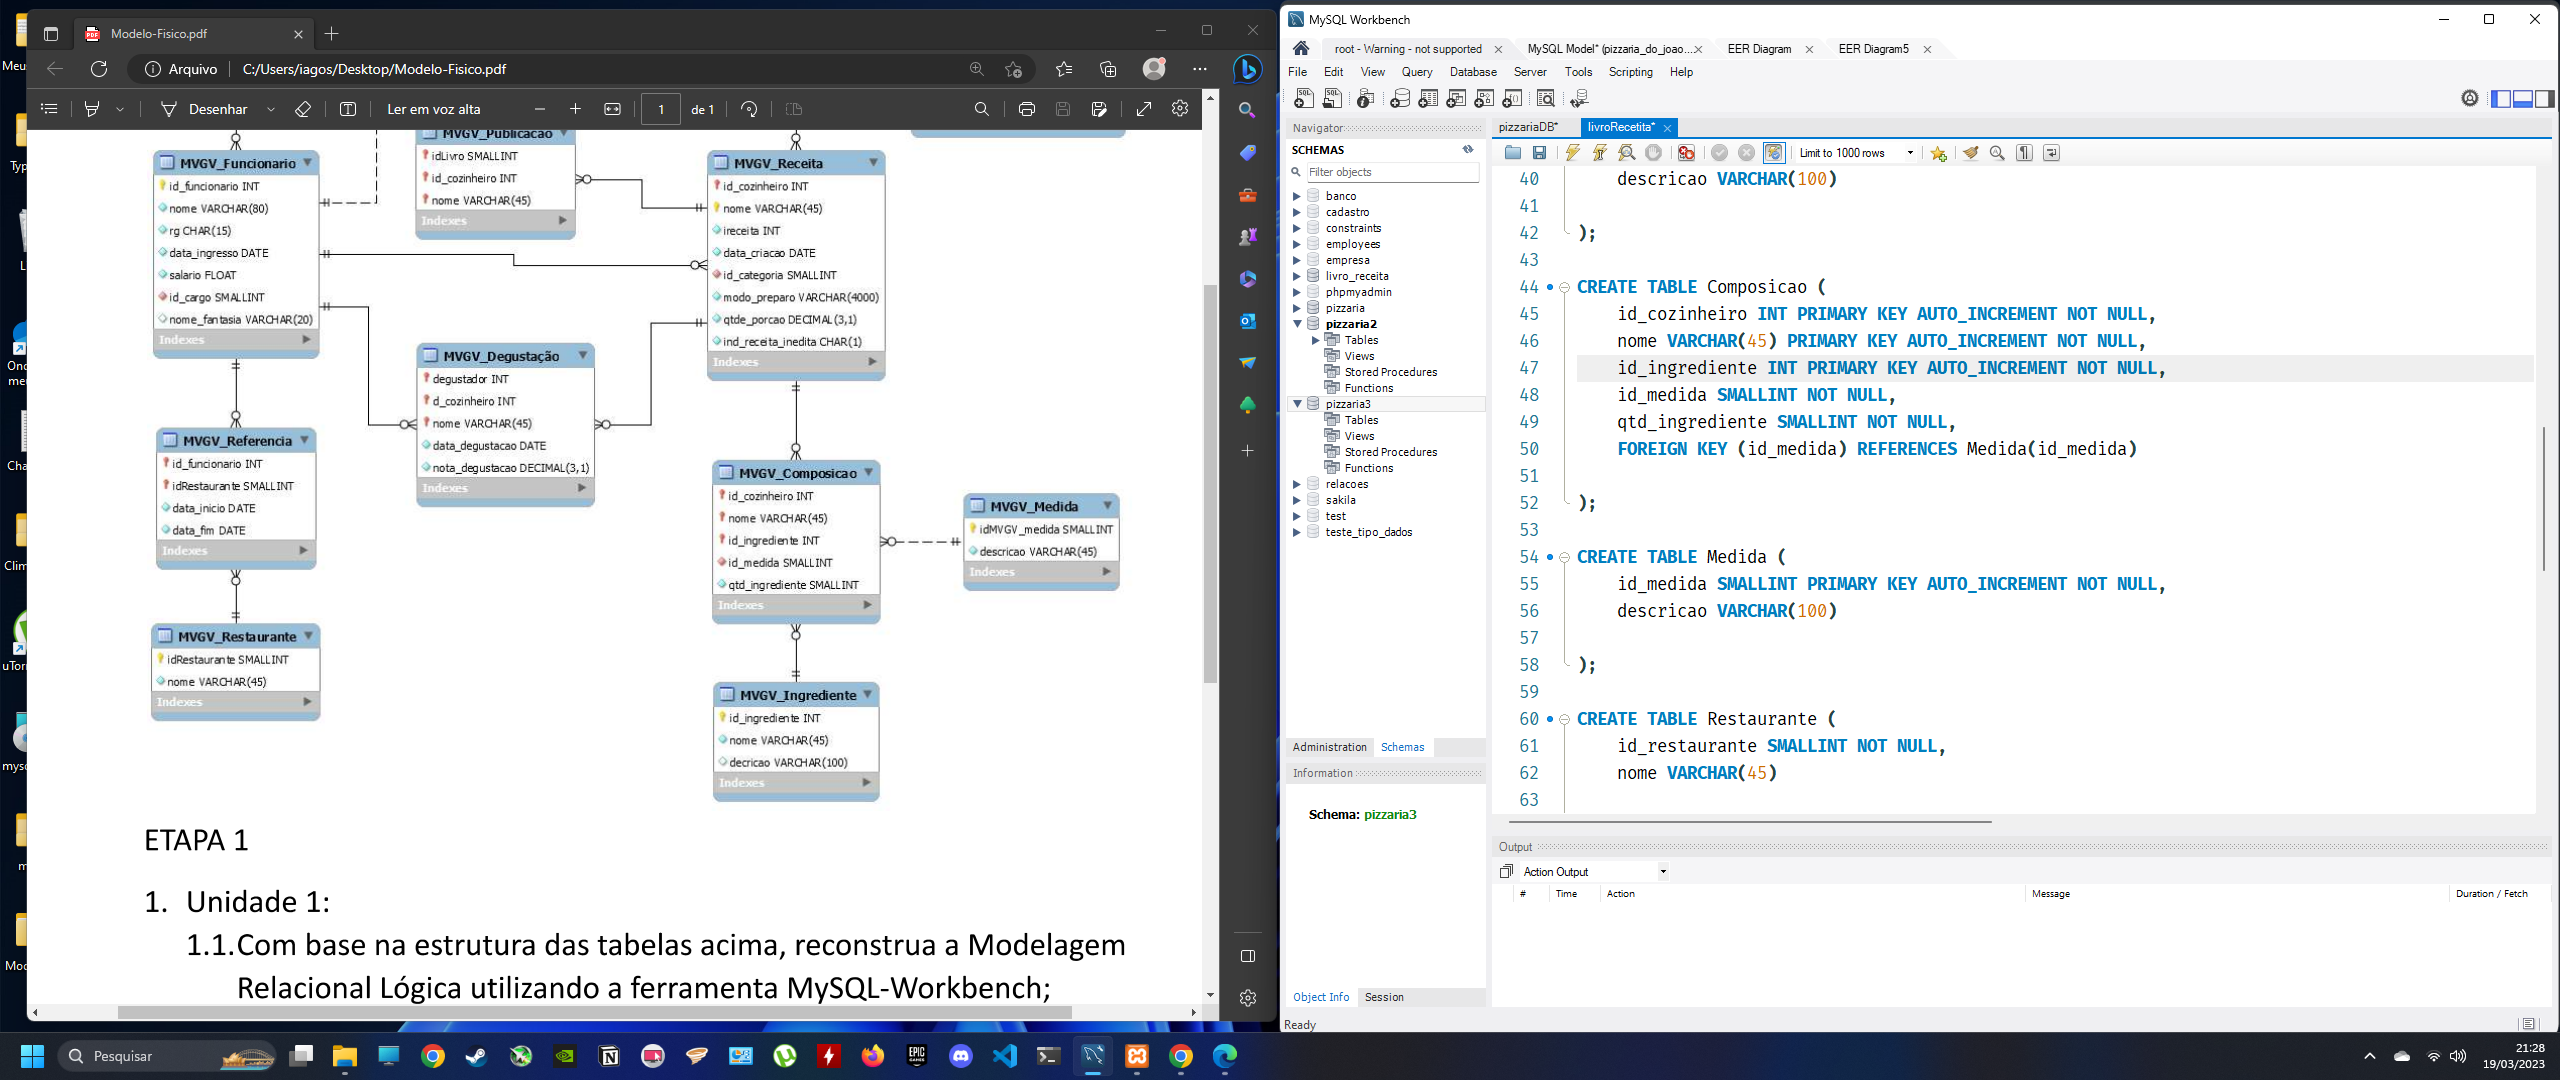 Modelo-Fisico.pdf
Arquivo
C:/Users/iagos/Desktop/Modelo-Fisico.pdf
Desenhar
Ler em voz alta
1
de 1
MVGV_Publicacao
idLivro SMALLINT
id_cozinheiro INT
nome VARCHAR(45)
Indexes
MVGV_Funcionario
id_funcionario INT
nome VARCHAR(80)
rg CHAR(15)
data_ingresso DATE
salario FLOAT
id_cargo SMALLINT
nome_fantasia VARCHAR(20)
Indexes
MVGV_Receita
id_cozinheiro INT
nome VARCHAR(45)
ireceita INT
data_criacao DATE
id_categoria SMALLINT
modo_preparo VARCHAR(4000)
qtde_porcao DECIMAL(3,1)
ind_receita_inedita CHAR(1)
Indexes
MVGV_Degustação
degustador INT
d_cozinheiro INT
nome VARCHAR(45)
data_degustacao DATE
nota_degustacao DECIMAL(3,1)
Indexes
MVGV_Referencia
id_funcionario INT
idRestaurante SMALLINT
data_inicio DATE
data_fim DATE
Indexes
MVGV_Composicao
id_cozinheiro INT
nome VARCHAR(45)
id_ingrediente INT
id_medida SMALLINT
qtd_ingrediente SMALLINT
Indexes
MVGV_Medida
idMVGV_medida SMALLINT
descricao VARCHAR(45)
Indexes
MVGV_Restaurante
idRestaurante SMALLINT
nome VARCHAR(45)
Indexes
MVGV_Ingrediente
id_ingrediente INT
nome VARCHAR(45)
decricao VARCHAR(100)
Indexes
ETAPA 1
1. Unidade 1:
1.1.Com base na estrutura das tabelas acima, reconstrua a Modelagem
Relacional Lógica utilizando a ferramenta MySQL-Workbench;
MySQL Workbench
root - Warning - not supported
MySQL Model* (pizzaria_do_joao...
EER Diagram
EER Diagram5
File Edit View Query Database Server Tools Scripting Help
Navigator
SCHEMAS
Filter objects
banco
cadastro
constraints
employees
empresa
livro_receita
phpmyadmin
pizzaria
pizzaria2
Tables
Views
Stored Procedures
Functions
pizzaria3
Tables
Views
Stored Procedures
Functions
relacoes
sakila
test
teste_tipo_dados
Administration Schemas
Information
Schema: pizzaria3
Object Info Session
pizzariaDB*
livroRecetita*
Limit to 1000 rows
40 descricao VARCHAR(100)
41
42 );
43
44 CREATE TABLE Composicao (
45 id_cozinheiro INT PRIMARY KEY AUTO_INCREMENT NOT NULL,
46 nome VARCHAR(45) PRIMARY KEY AUTO_INCREMENT NOT NULL,
47 id_ingrediente INT PRIMARY KEY AUTO_INCREMENT NOT NULL,
48 id_medida SMALLINT NOT NULL,
49 qtd_ingrediente SMALLINT NOT NULL,
50 FOREIGN KEY (id_medida) REFERENCES Medida(id_medida)
51
52 );
53
54 CREATE TABLE Medida (
55 id_medida SMALLINT PRIMARY KEY AUTO_INCREMENT NOT NULL,
56 descricao VARCHAR(100)
57
58 );
59
60 CREATE TABLE Restaurante (
61 id_restaurante SMALLINT NOT NULL,
62 nome VARCHAR(45)
63
Output
Action Output
# Time Action Message Duration / Fetch
Ready
Pesquisar
21:28
19/03/2023